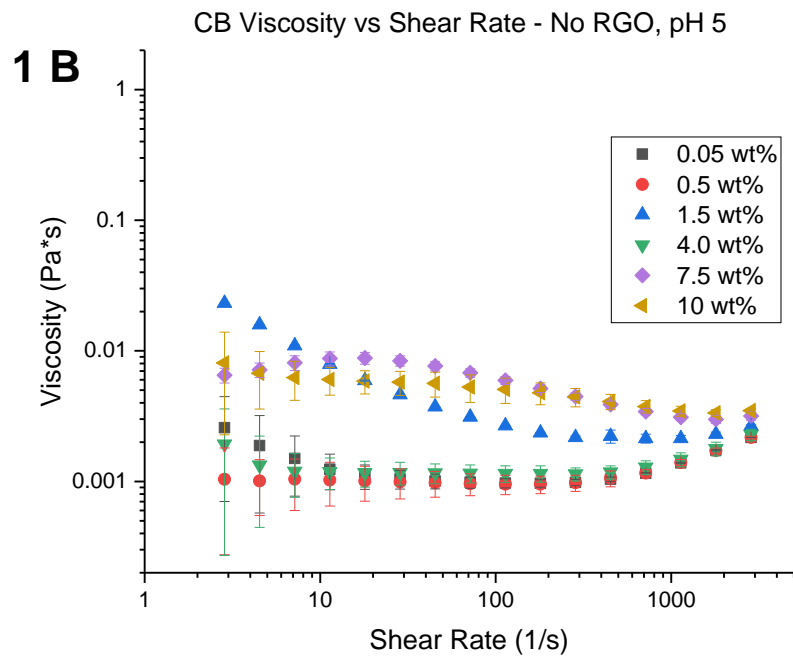 CB Viscosity vs Shear Rate - No RGO, pH 5
1 B
1
0.1
0.01
0.001
Viscosity (Pa*s)
0.05 wt%
0.5 wt%
1.5 wt%
4.0 wt%
7.5 wt%
10 wt%
1 10 100 1000
Shear Rate (1/s)